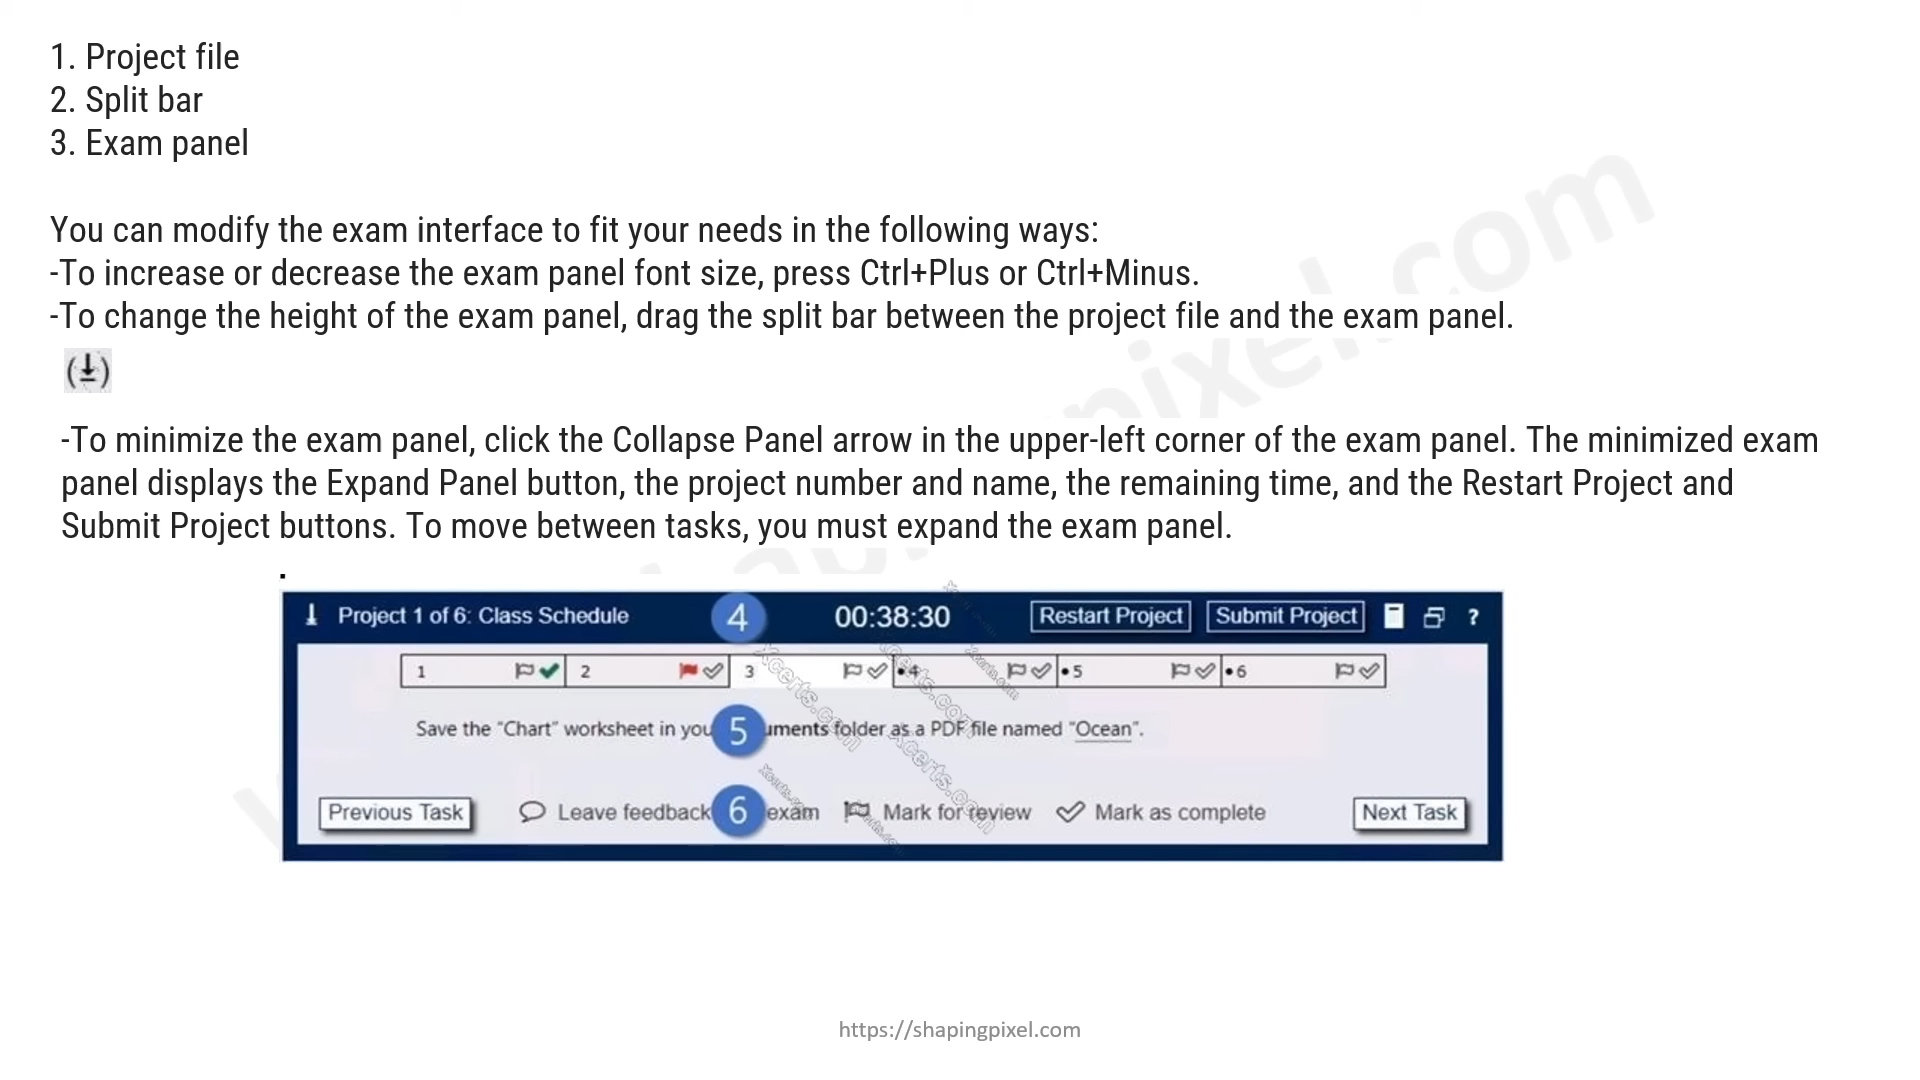 1. Project file
2. Split bar
3. Exam panel
You can modify the exam interface to fit your needs in the following ways:
-To increase or decrease the exam panel font size, press Ctrl+Plus or Ctrl+Minus.
-To change the height of the exam panel, drag the split bar between the project file and the exam panel.
-To minimize the exam panel, click the Collapse Panel arrow in the upper-left corner of the exam panel. The minimized exam
panel displays the Expand Panel button, the project number and name, the remaining time, and the Restart Project and
Submit Project buttons. To move between tasks, you must expand the exam panel.
.
Project 1 of 6: Class Schedule 4 00:38:30 Restart Project Submit Project ?
1 2 3 •4 •5 •6
Save the "Chart" worksheet in you 5 uments folder as a PDF file named "Ocean".
Previous Task Leave feedback 6 exam Mark for review Mark as complete Next Task
https://shapingpixel.com